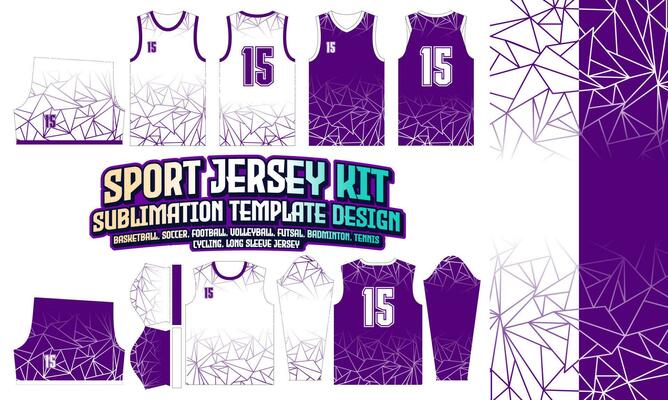 15
15
15
15
15
SPORT JERSEY KIT
SUBLIMATION TEMPLATE DESIGN
BASKETBALL. SOCCER. FOOTBALL. VOLLEYBALL. FUTSAL. BADMINTON. TENNIS
CYCLING. LONG SLEEVE JERSEY
15
15
15